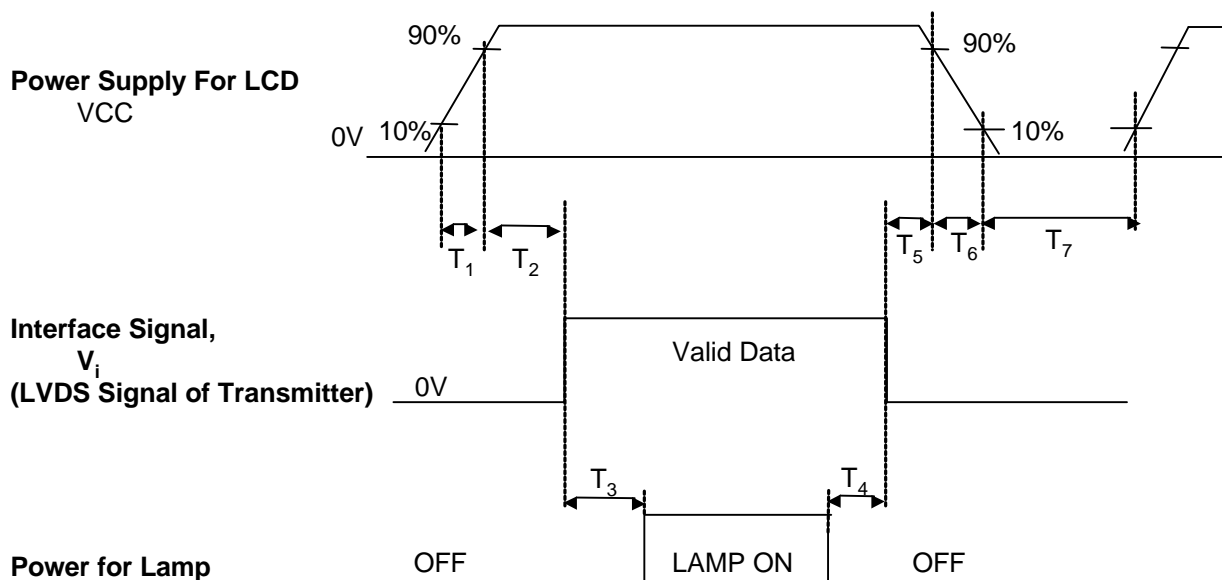 90%
90%
Power Supply For LCD
VCC
0V
10%
10%
T1
T2
T5
T6
T7
Interface Signal,
Vi
(LVDS Signal of Transmitter)
Valid Data
0V
T3
T4
Power for Lamp
OFF
LAMP ON
OFF